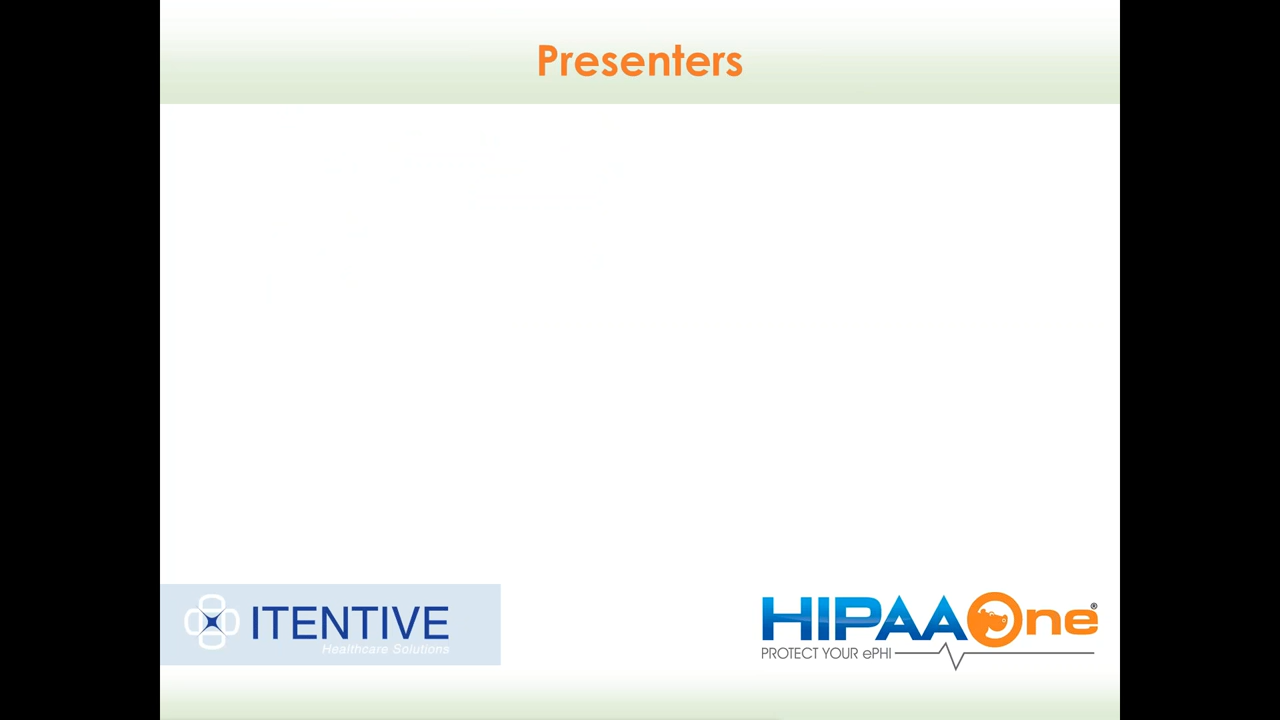 Presenters
ITENTIVE
Healthcare Solutions
HIPAAOne®
PROTECT YOUR ePHI